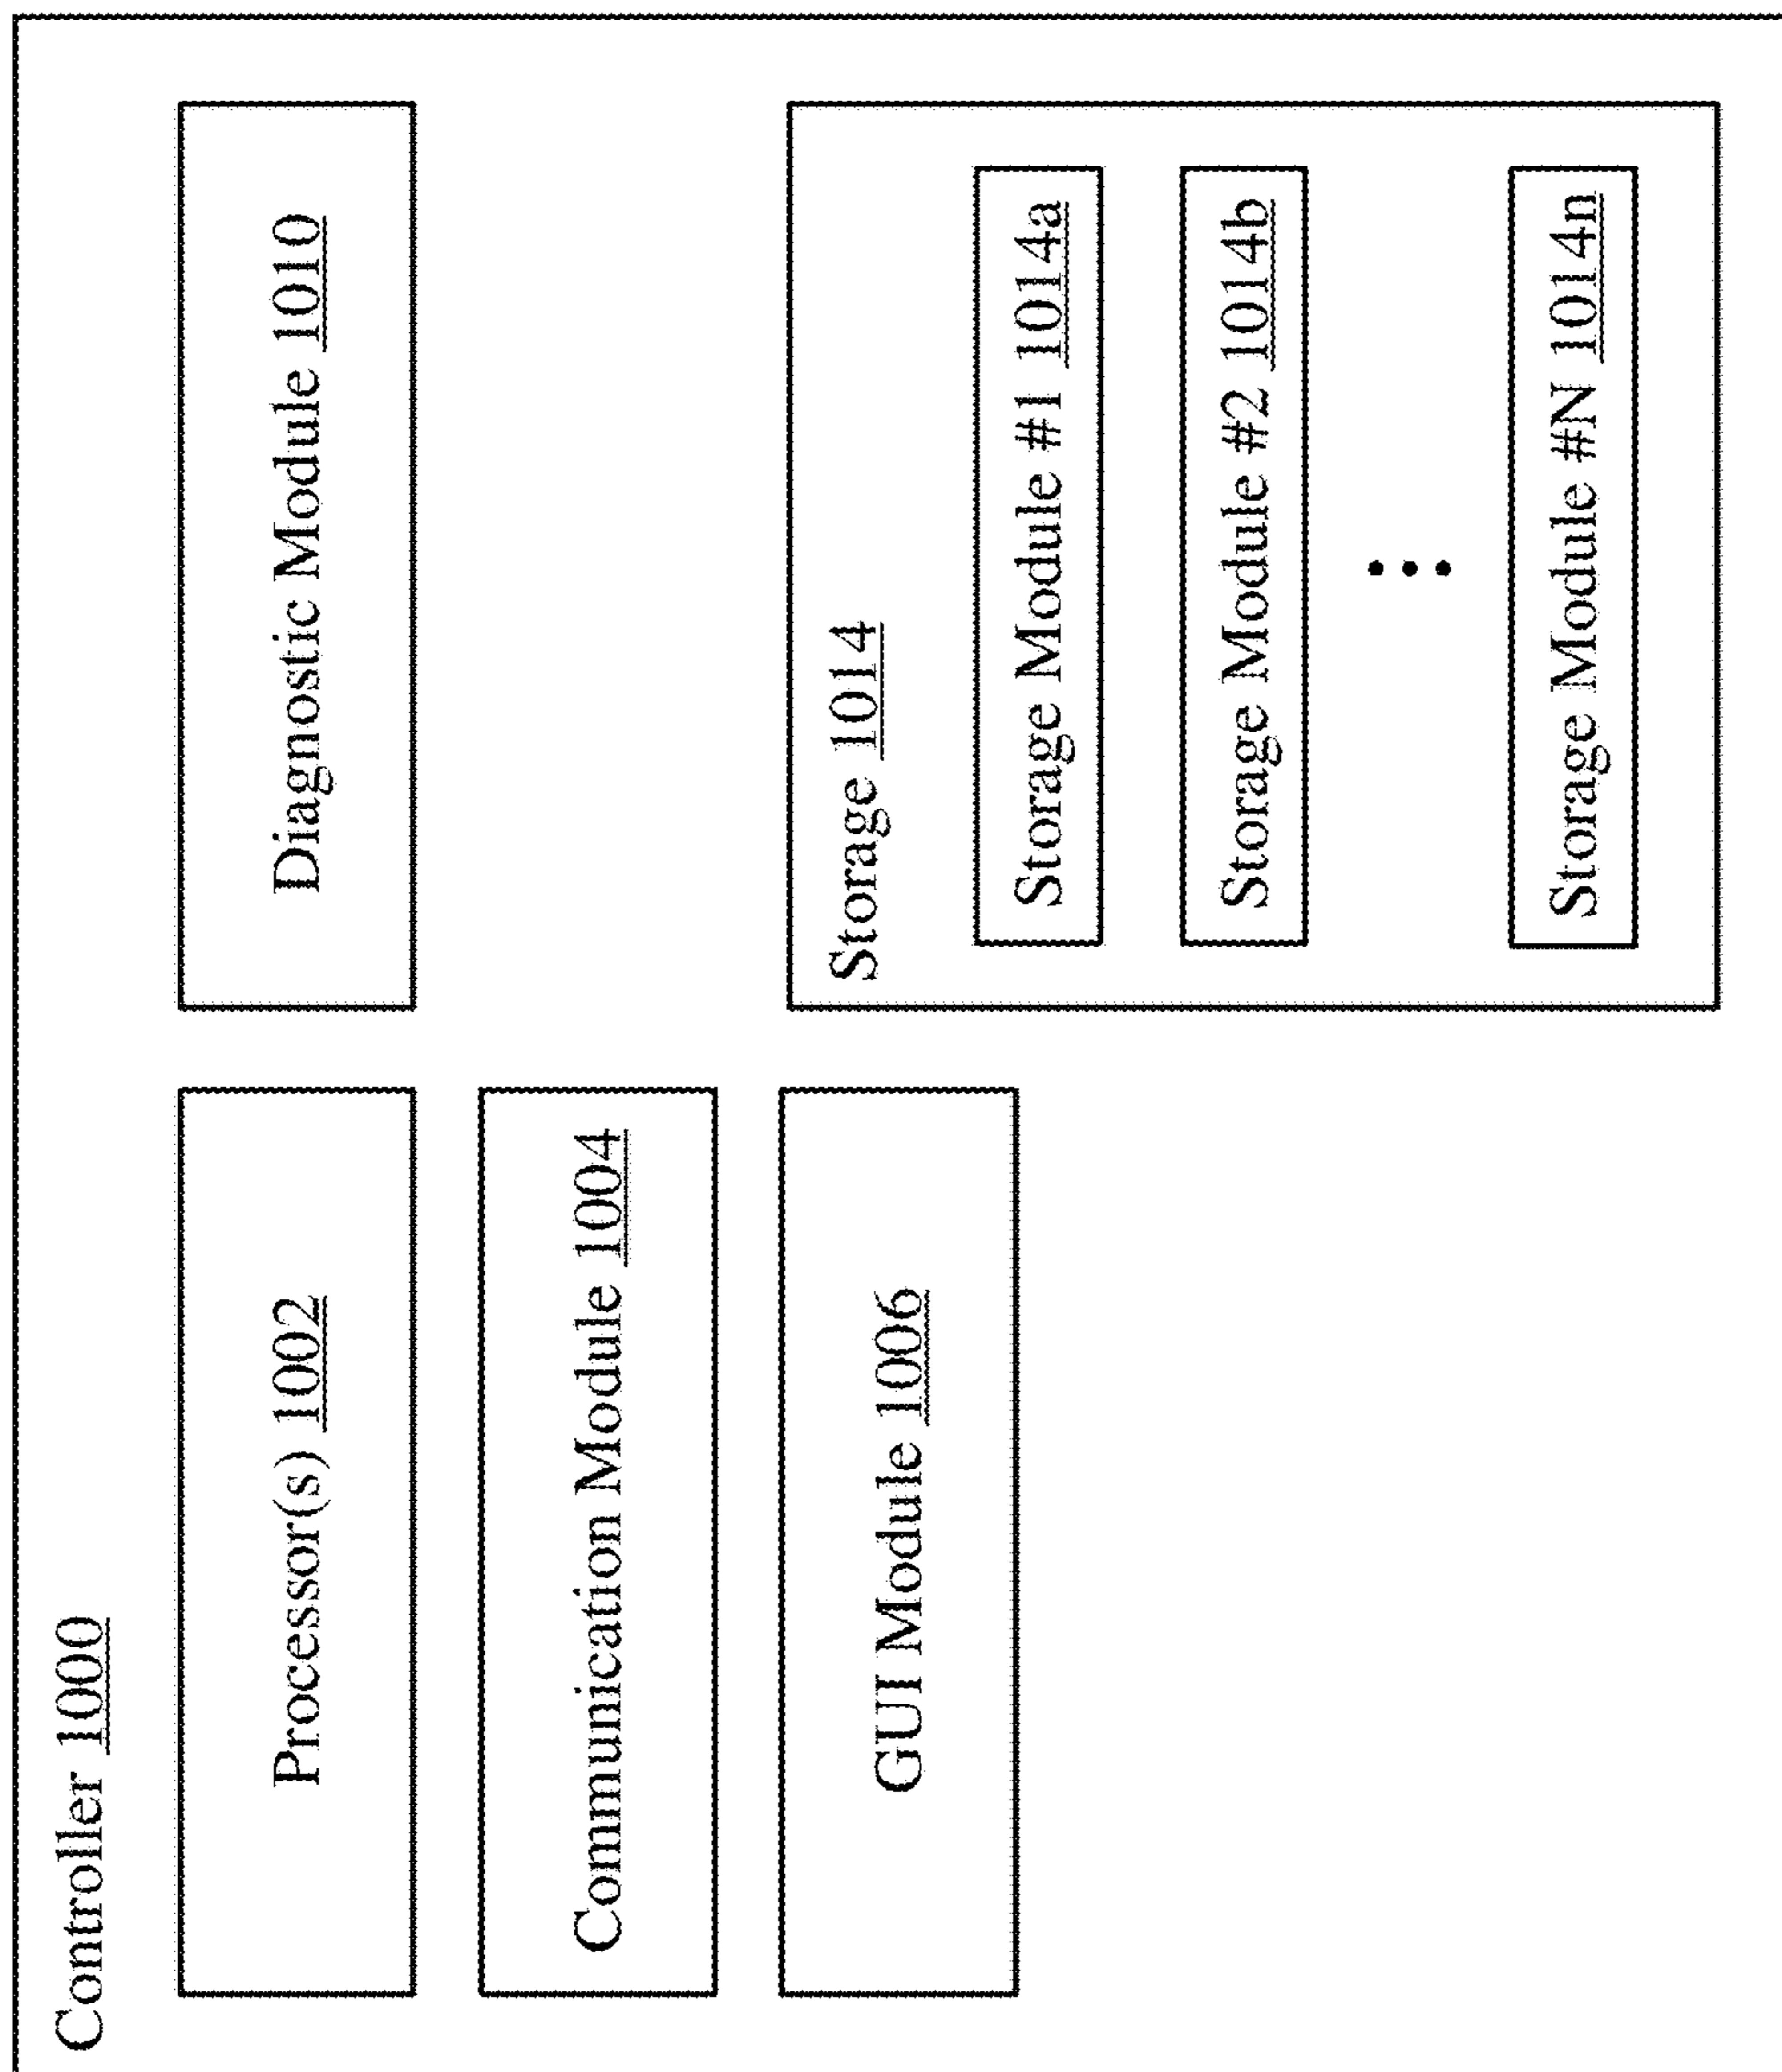 Controller 1000
Processor(s) 1002
Communication Module 1004
GUI Module 1006
Diagnostic Module 1010
Storage 1014
Storage Module #1 1014a
Storage Module #2 1014b
Storage Module #N 1014n